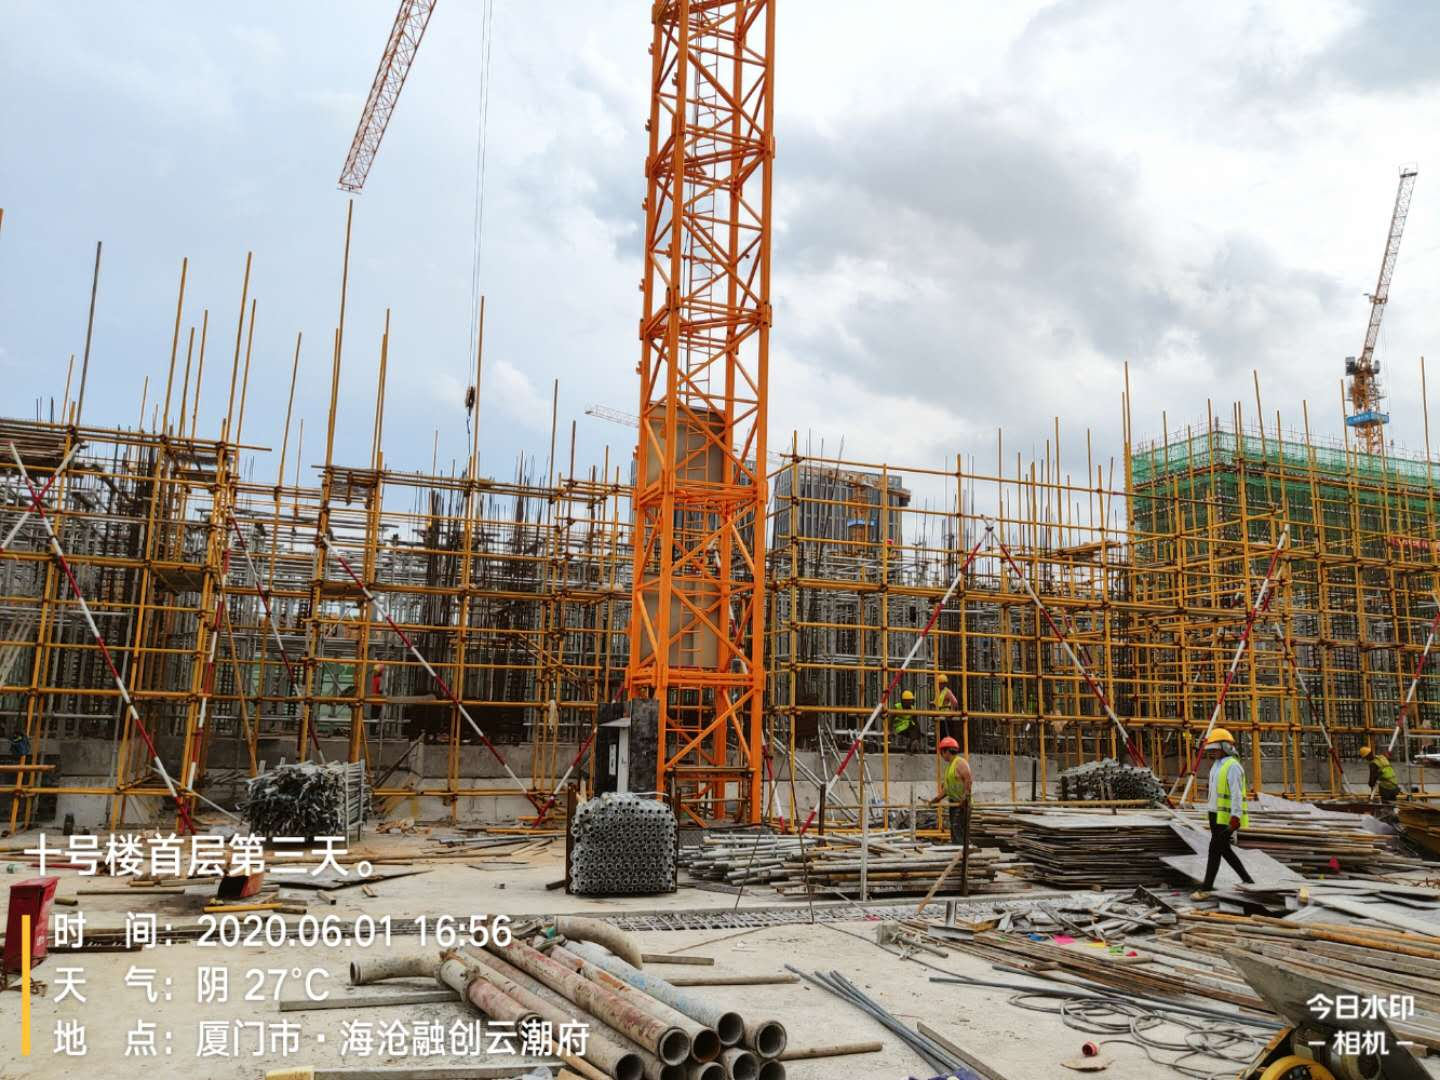 十号楼首层第三天。
时 间：2020.06.01 16:56
天 气：阴 27℃
地 点：厦门市·海沧融创云潮府
今日水印
－相机－